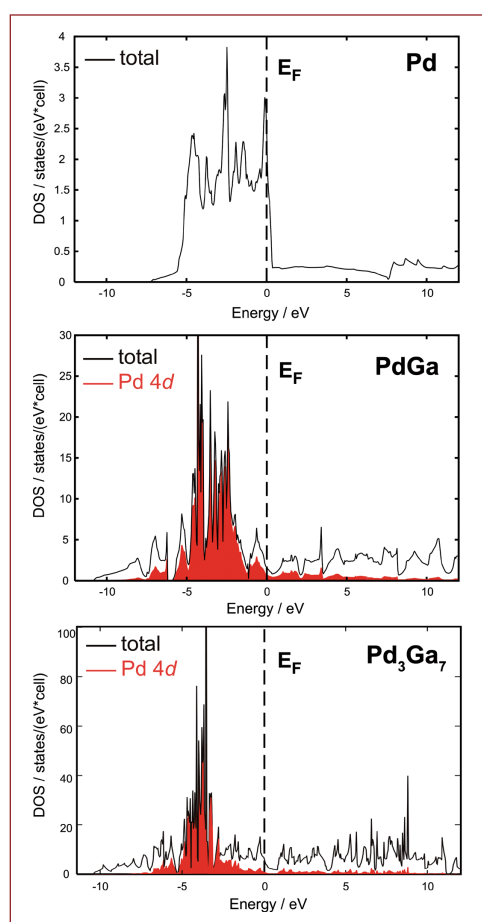 4
total
E_F
Pd
3.5
3
2.5
2
1.5
1
0.5
0
DOS / states/(eV*cell)
-10
-5
0
5
10
Energy / eV
30
total
Pd 4d
E_F
PdGa
25
20
15
10
5
0
DOS / states/(eV*cell)
-10
-5
0
5
10
Energy / eV
100
total
Pd 4d
E_F
Pd₃Ga₇
80
60
40
20
0
DOS / states/(eV*cell)
-10
-5
0
5
10
Energy / eV